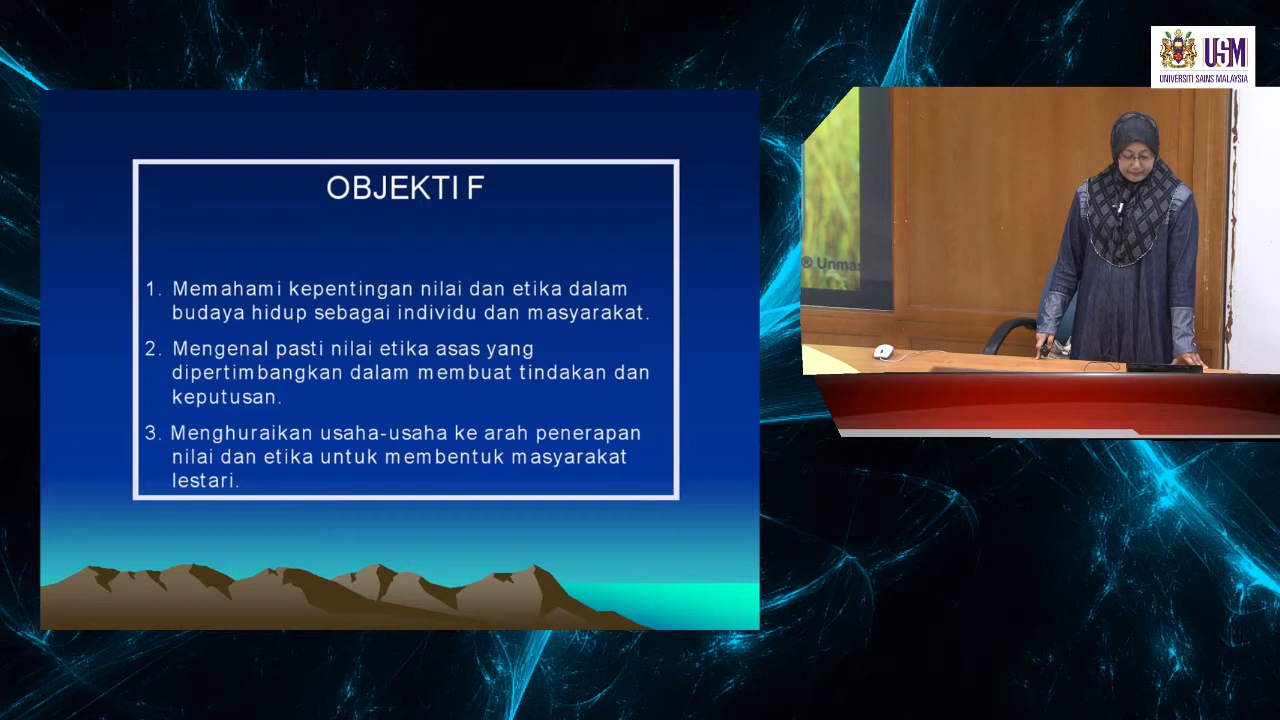 USM
UNIVERSITI SAINS MALAYSIA
OBJEKTIF
1. Memahami kepentingan nilai dan etika dalam
budaya hidup sebagai individu dan masyarakat.
2. Mengenal pasti nilai etika asas yang
dipertimbangkan dalam membuat tindakan dan
keputusan.
3. Menghuraikan usaha-usaha ke arah penerapan
nilai dan etika untuk membentuk masyarakat
lestari.